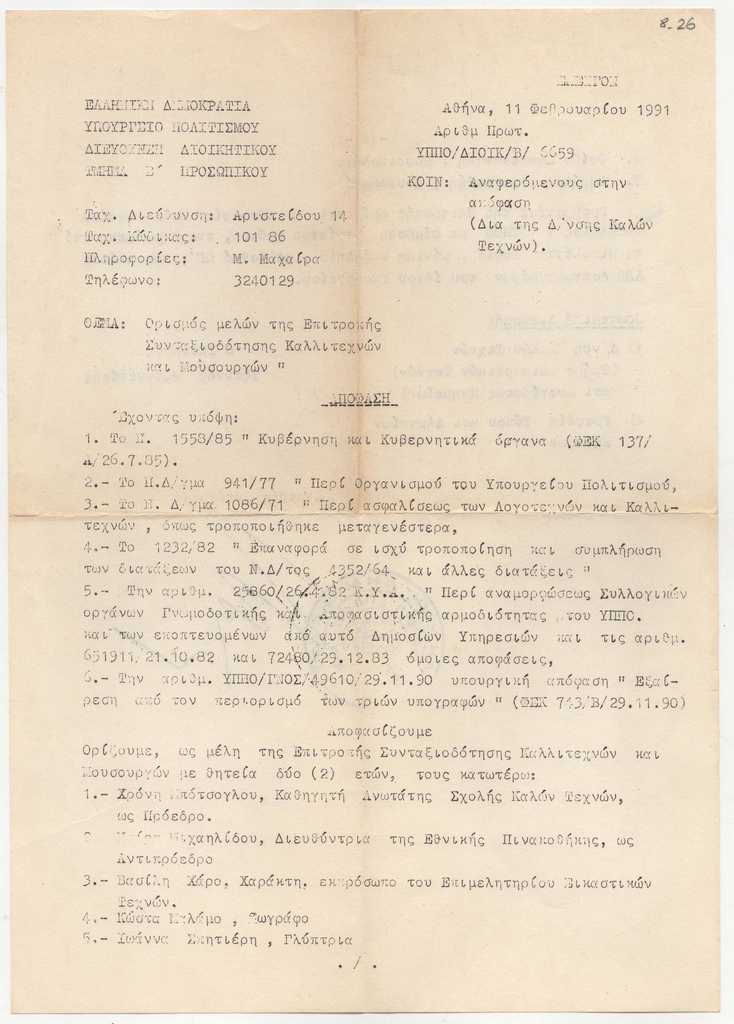 8-26
ΕΠΕΙΓΟΝ
ΕΛΛΗΝΙΚΗ ΔΗΜΟΚΡΑΤΙΑ
ΥΠΟΥΡΓΕΙΟ ΠΟΛΙΤΙΣΜΟΥ
ΔΙΕΥΘΥΝΣΗ ΔΙΟΙΚΗΤΙΚΟΥ
ΤΜΗΜΑ Β΄ ΠΡΟΣΩΠΙΚΟΥ
Αθήνα, 11 Φεβρουαρίου 1991
Αριθμ Πρωτ.
ΥΠΠΟ/ΔΙΟΙΚ/Β/ 6659
ΚΟΙΝ: Αναφερόμενους στην
απόφαση
(Δια της Δ/νσης Καλών
Τεχνών).
Ταχ. Διεύθυνση: Αριστείδου 14
Ταχ. Κώδικας: 101 86
Πληροφορίες: Μ. Μαχαίρα
Τηλέφωνο: 3240129
ΘΕΜΑ: Ορισμός μελών της Επιτροπής
Συνταξιοδότησης Καλλιτεχνών
και Μουσουργών "
ΑΠΟΦΑΣΗ
Έχοντας υπόψη:
1. Το Ν. 1558/85 " Κυβέρνηση και Κυβερνητικά όργανα (ΦΕΚ 137/
Α/26.7.85).
2.- Το Π.Δ/γμα 941/77 " Περί Οργανισμού του Υπουργείου Πολιτισμού,
3.- Το Ν. Δ/γμα 1086/71 " Περί ασφαλίσεως των Λογοτεχνών και Καλλι-
τεχνών , όπως τροποποιήθηκε μεταγενέστερα,
4.- Το 1232/82 " Επαναφορά σε ισχύ τροποποίηση και συμπλήρωση
των διατάξεων του Ν.Δ/τος 4352/64 και άλλες διατάξεις "
5.- Την αριθμ. 25860/26.4.82 Κ.Υ.Α. " Περί αναμορφώσεως Συλλογικών
οργάνων Γνωμοδοτικής και Αποφασιστικής αρμοδιότητας του ΥΠΠΟ.
και των εκοπτευομένων από αυτό Δημοσίων Υπηρεσιών και τις αριθμ.
651911/21.10.82 και 72480/29.12.83 όμοιες αποφάσεις,
6.- Την αριθμ. ΥΠΠΟ/ΓΝΟΣ/49610/29.11.90 υπουργική απόφαση " Εξαί-
ρεση από τον περιορισμό των τριών υπογραφών " (ΦΕΚ 743/Β/29.11.90)
Αποφασίζουμε
Ορίζουμε, ως μέλη της Επιτροπής Συνταξιοδότησης Καλλιτεχνών και
Μουσουργών με θητεία δύο (2) ετών, τους κατωτέρω:
1.- Χρόνη Μπότσογλου, Καθηγητή Ανωτάτης Σχολής Καλών Τεχνών,
ως Πρόεδρο.
Μιχαηλίδου, Διευθύντρια της Εθνικής Πινακοθήκης, ως
Αντιπρόεδρο
3.- Βασίλη Χάρο, Χαράκτη, εκπρόσωπο του Επιμελητηρίου Εικαστικών
Τεχνών.
4.- Κώστα Μαλάμο , Ζωγράφο
5.- Ιωάννα Σπητιέρη , Γλύπτρια
. / .